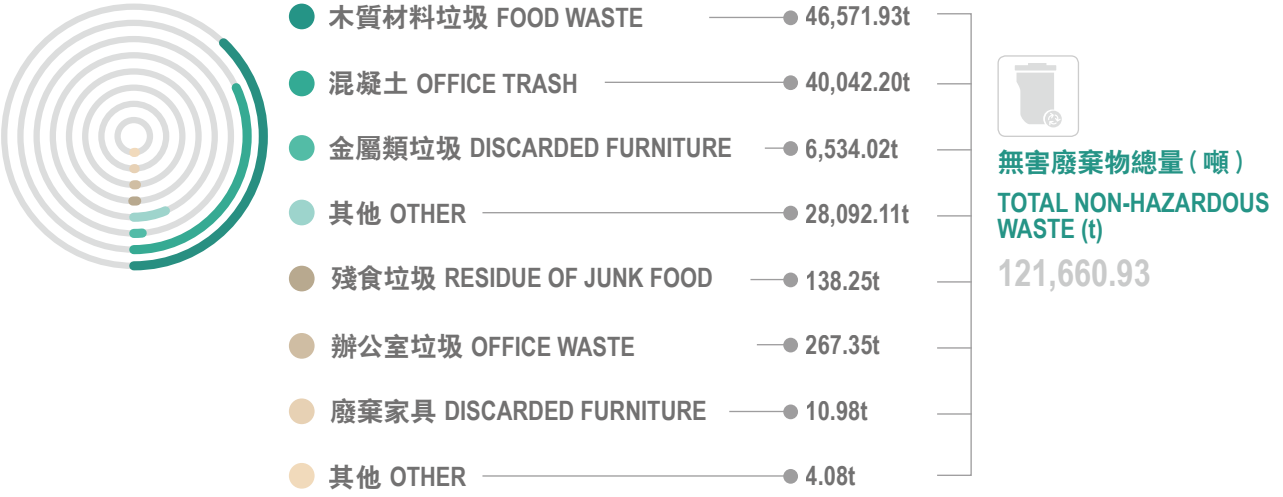 木質材料垃圾 FOOD WASTE 46,571.93t
混凝土 OFFICE TRASH 40,042.20t
金屬類垃圾 DISCARDED FURNITURE 6,534.02t
其他 OTHER 28,092.11t
殘食垃圾 RESIDUE OF JUNK FOOD 138.25t
辦公室垃圾 OFFICE WASTE 267.35t
廢棄家具 DISCARDED FURNITURE 10.98t
其他 OTHER 4.08t
無害廢棄物總量 ( 噸 )
TOTAL NON-HAZARDOUS
WASTE (t)
121,660.93